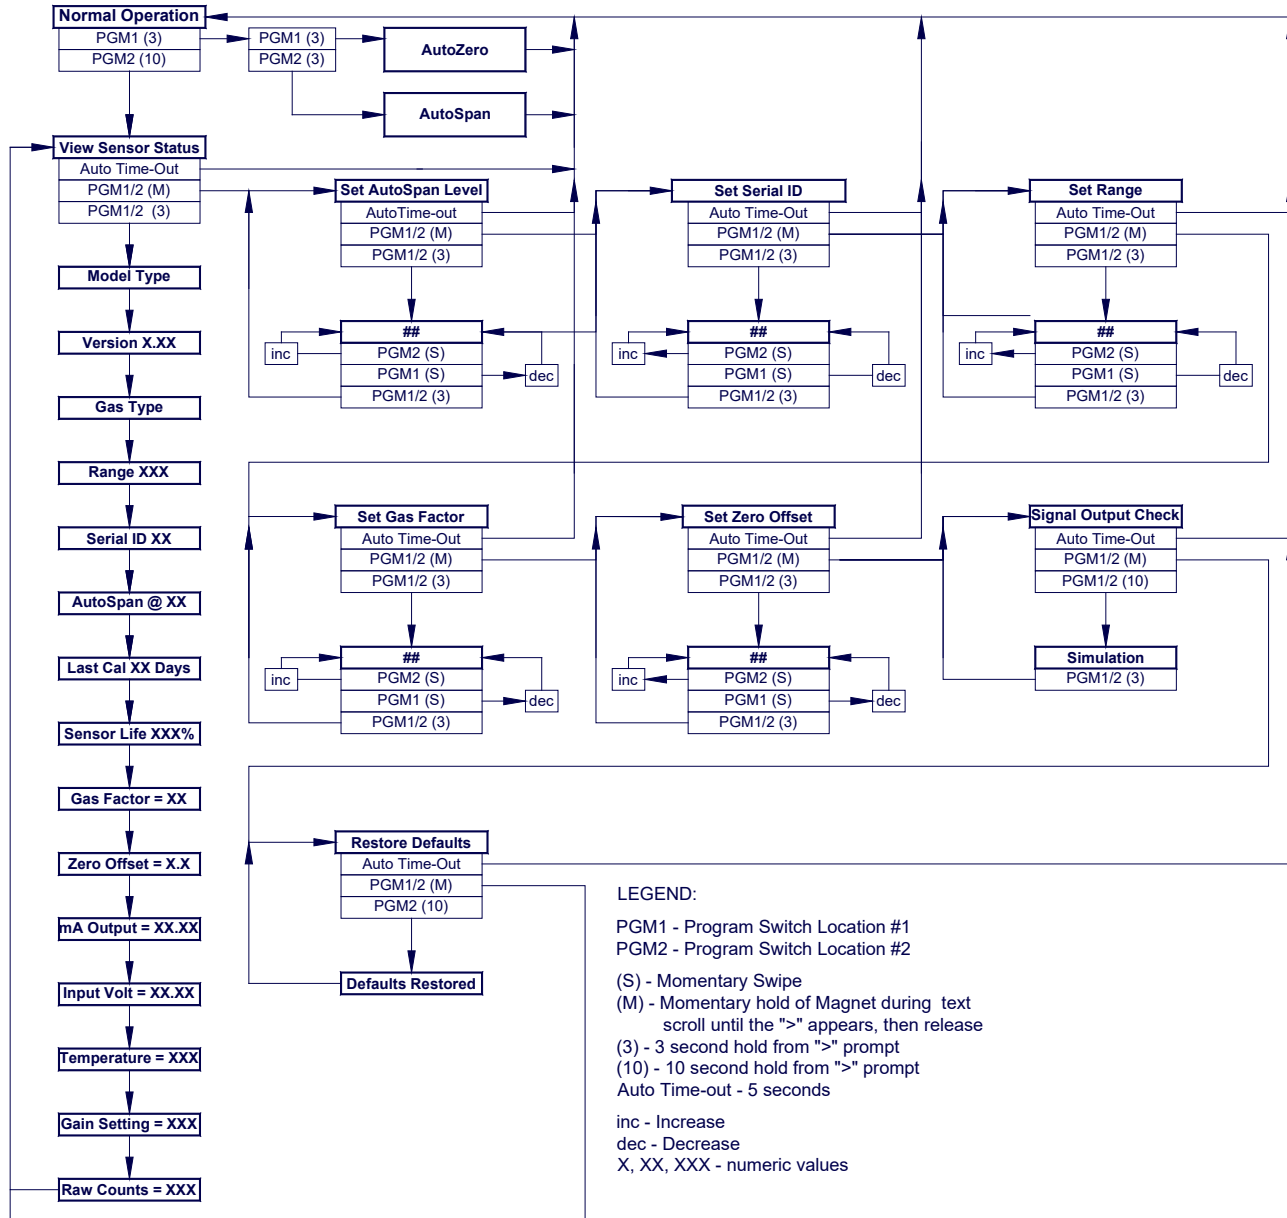 Normal Operation
PGM1 (3)
PGM2 (10)
PGM1 (3)
PGM2 (3)
AutoZero
AutoSpan
View Sensor Status
Auto Time-Out
PGM1/2 (M)
PGM1/2 (3)
Model Type
Version X.XX
Gas Type
Range XXX
Serial ID XX
AutoSpan @ XX
Last Cal XX Days
Sensor Life XXX%
Gas Factor = XX
Zero Offset = X.X
mA Output = XX.XX
Input Volt = XX.XX
Temperature = XXX
Gain Setting = XXX
Raw Counts = XXX
Set AutoSpan Level
AutoTime-out
PGM1/2 (M)
PGM1/2 (3)
##
inc
PGM2 (S)
PGM1 (S)
dec
PGM1/2 (3)
Set Serial ID
Auto Time-Out
PGM1/2 (M)
PGM1/2 (3)
##
inc
PGM2 (S)
PGM1 (S)
dec
PGM1/2 (3)
Set Range
Auto Time-Out
PGM1/2 (M)
PGM1/2 (3)
##
inc
PGM2 (S)
PGM1 (S)
dec
PGM1/2 (3)
Set Gas Factor
Auto Time-Out
PGM1/2 (M)
PGM1/2 (3)
##
inc
PGM2 (S)
PGM1 (S)
dec
PGM1/2 (3)
Set Zero Offset
Auto Time-Out
PGM1/2 (M)
PGM1/2 (3)
##
inc
PGM2 (S)
PGM1 (S)
dec
PGM1/2 (3)
Signal Output Check
Auto Time-Out
PGM1/2 (M)
PGM1/2 (10)
Simulation
PGM1/2 (3)
Restore Defaults
Auto Time-Out
PGM1/2 (M)
PGM2 (10)
Defaults Restored
LEGEND:
PGM1 - Program Switch Location #1
PGM2 - Program Switch Location #2
(S) - Momentary Swipe
(M) - Momentary hold of Magnet during text
scroll until the ">" appears, then release
(3) - 3 second hold from ">" prompt
(10) - 10 second hold from ">" prompt
Auto Time-out - 5 seconds
inc - Increase
dec - Decrease
X, XX, XXX - numeric values